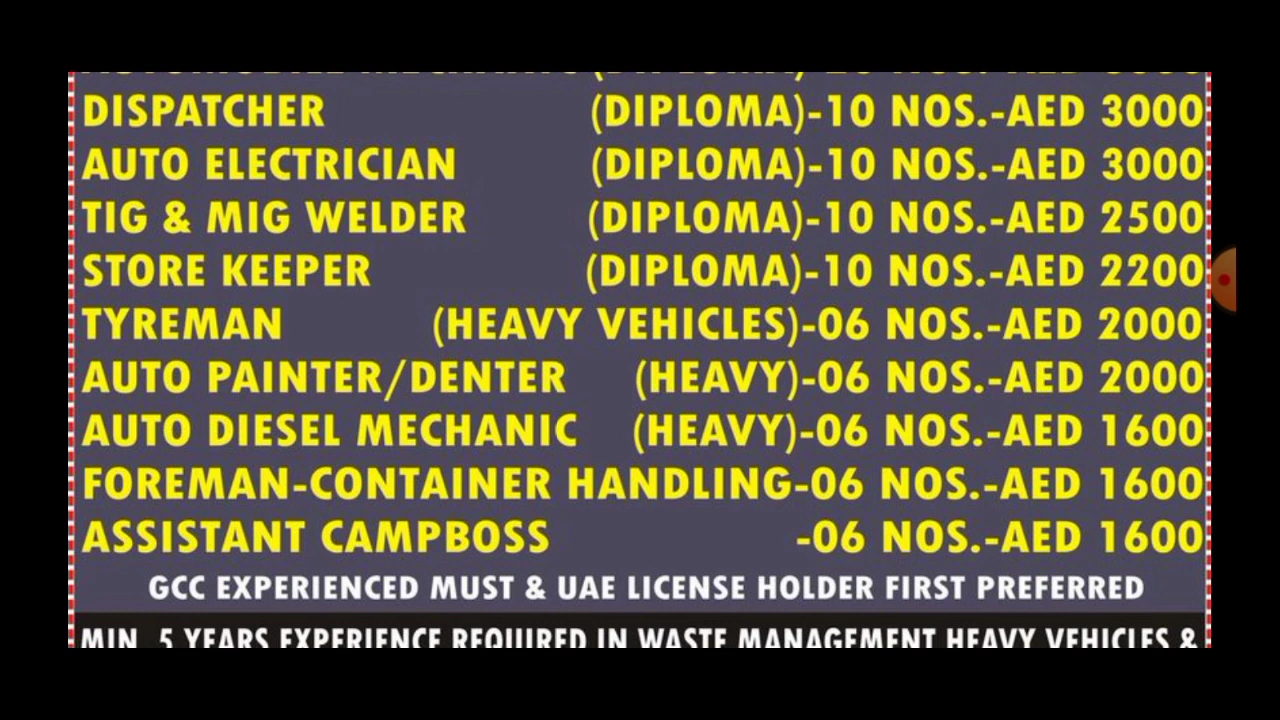 DISPATCHER (DIPLOMA)-10 NOS.-AED 3000
AUTO ELECTRICIAN (DIPLOMA)-10 NOS.-AED 3000
TIG & MIG WELDER (DIPLOMA)-10 NOS.-AED 2500
STORE KEEPER (DIPLOMA)-10 NOS.-AED 2200
TYREMAN (HEAVY VEHICLES)-06 NOS.-AED 2000
AUTO PAINTER/DENTER (HEAVY)-06 NOS.-AED 2000
AUTO DIESEL MECHANIC (HEAVY)-06 NOS.-AED 1600
FOREMAN-CONTAINER HANDLING-06 NOS.-AED 1600
ASSISTANT CAMPBOSS -06 NOS.-AED 1600
GCC EXPERIENCED MUST & UAE LICENSE HOLDER FIRST PREFERRED
MIN. 5 YEARS EXPERIENCE REQUIRED IN WASTE MANAGEMENT HEAVY VEHICLES &